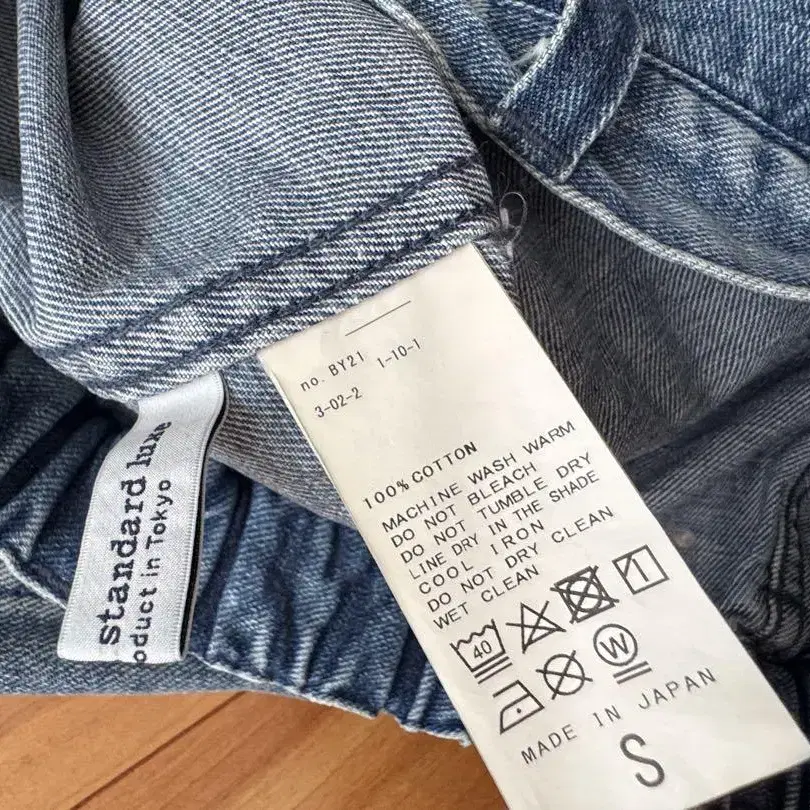 no. BY21
3-02-2 1-10-1
100% COTTON
MACHINE WASH WARM
DO NOT BLEACH
DO NOT TUMBLE DRY
LINE DRY IN THE SHADE
COOL IRON
DO NOT DRY CLEAN
WET CLEAN
40
W
MADE IN JAPAN
S
standard luxe
oduct in Tokyo